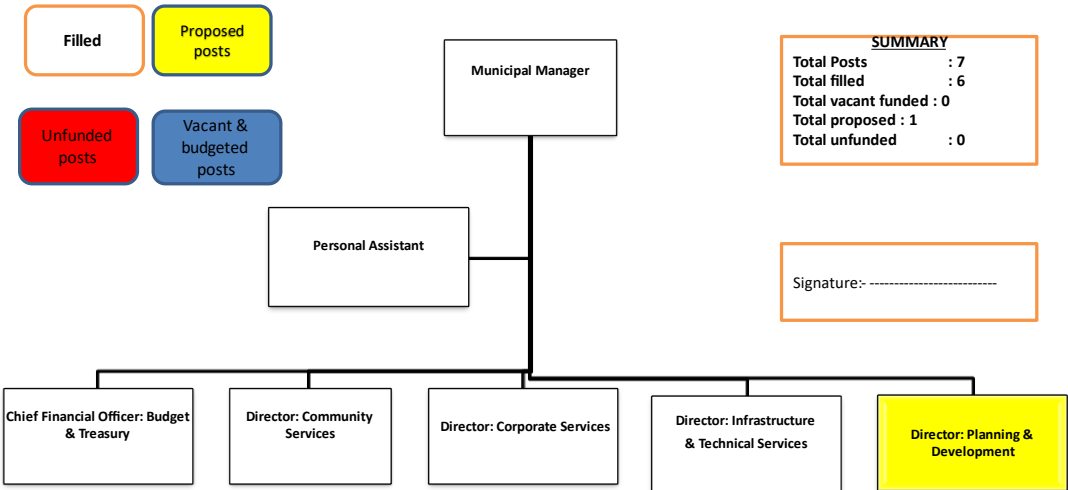 Filled
Proposed
posts
Unfunded
posts
Vacant &
budgeted
posts
Municipal Manager
SUMMARY
Total Posts : 7
Total filled : 6
Total vacant funded : 0
Total proposed : 1
Total unfunded : 0
Personal Assistant
Signature:- --------------------------
Chief Financial Officer: Budget
& Treasury
Director: Community
Services
Director: Corporate Services
Director: Infrastructure
& Technical Services
Director: Planning &
Development